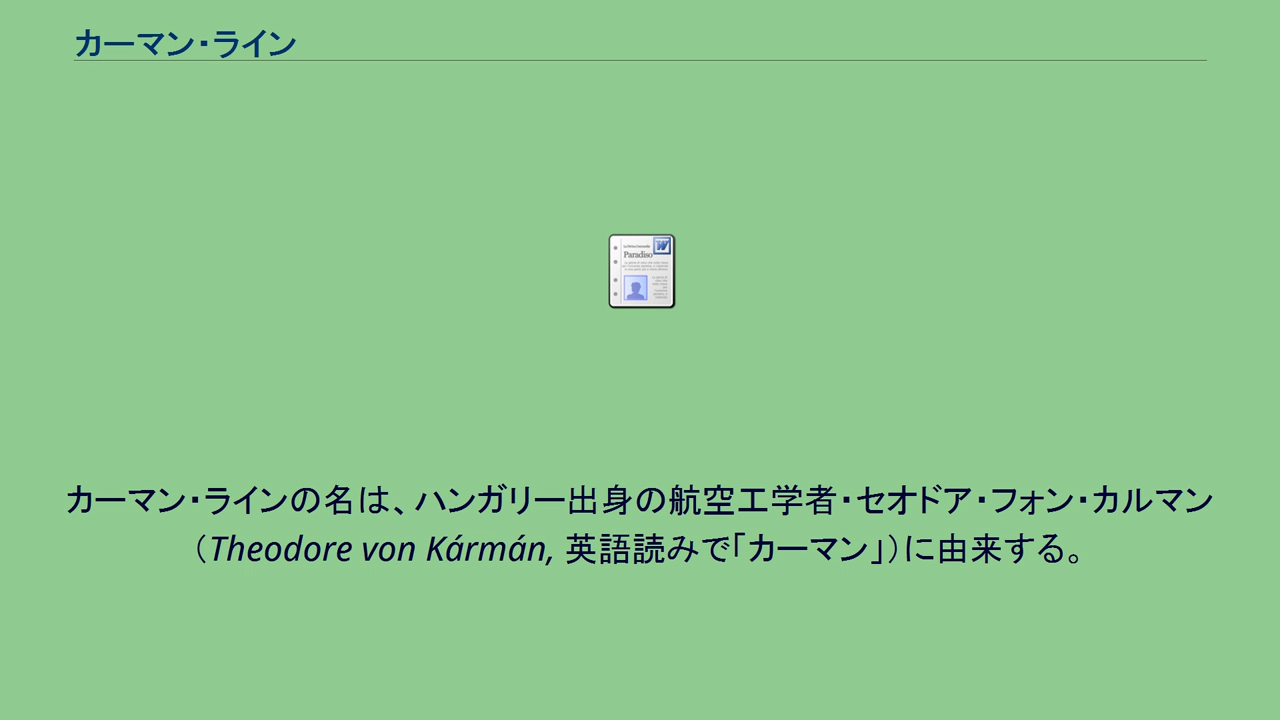 カーマン・ライン
Paradiso
W
カーマン・ラインの名は、ハンガリー出身の航空工学者・セオドア・フォン・カルマン
（Theodore von Kármán, 英語読みで「カーマン」）に由来する。